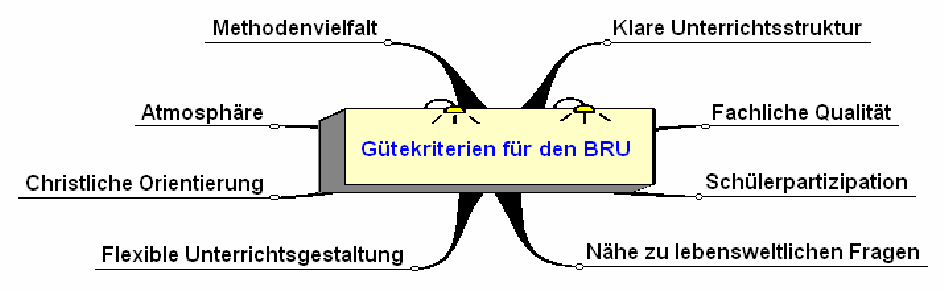 Methodenvielfalt
Klare Unterrichtsstruktur
Atmosphäre
Fachliche Qualität
Gütekriterien für den BRU
Christliche Orientierung
Schülerpartizipation
Flexible Unterrichtsgestaltung
Nähe zu lebensweltlichen Fragen